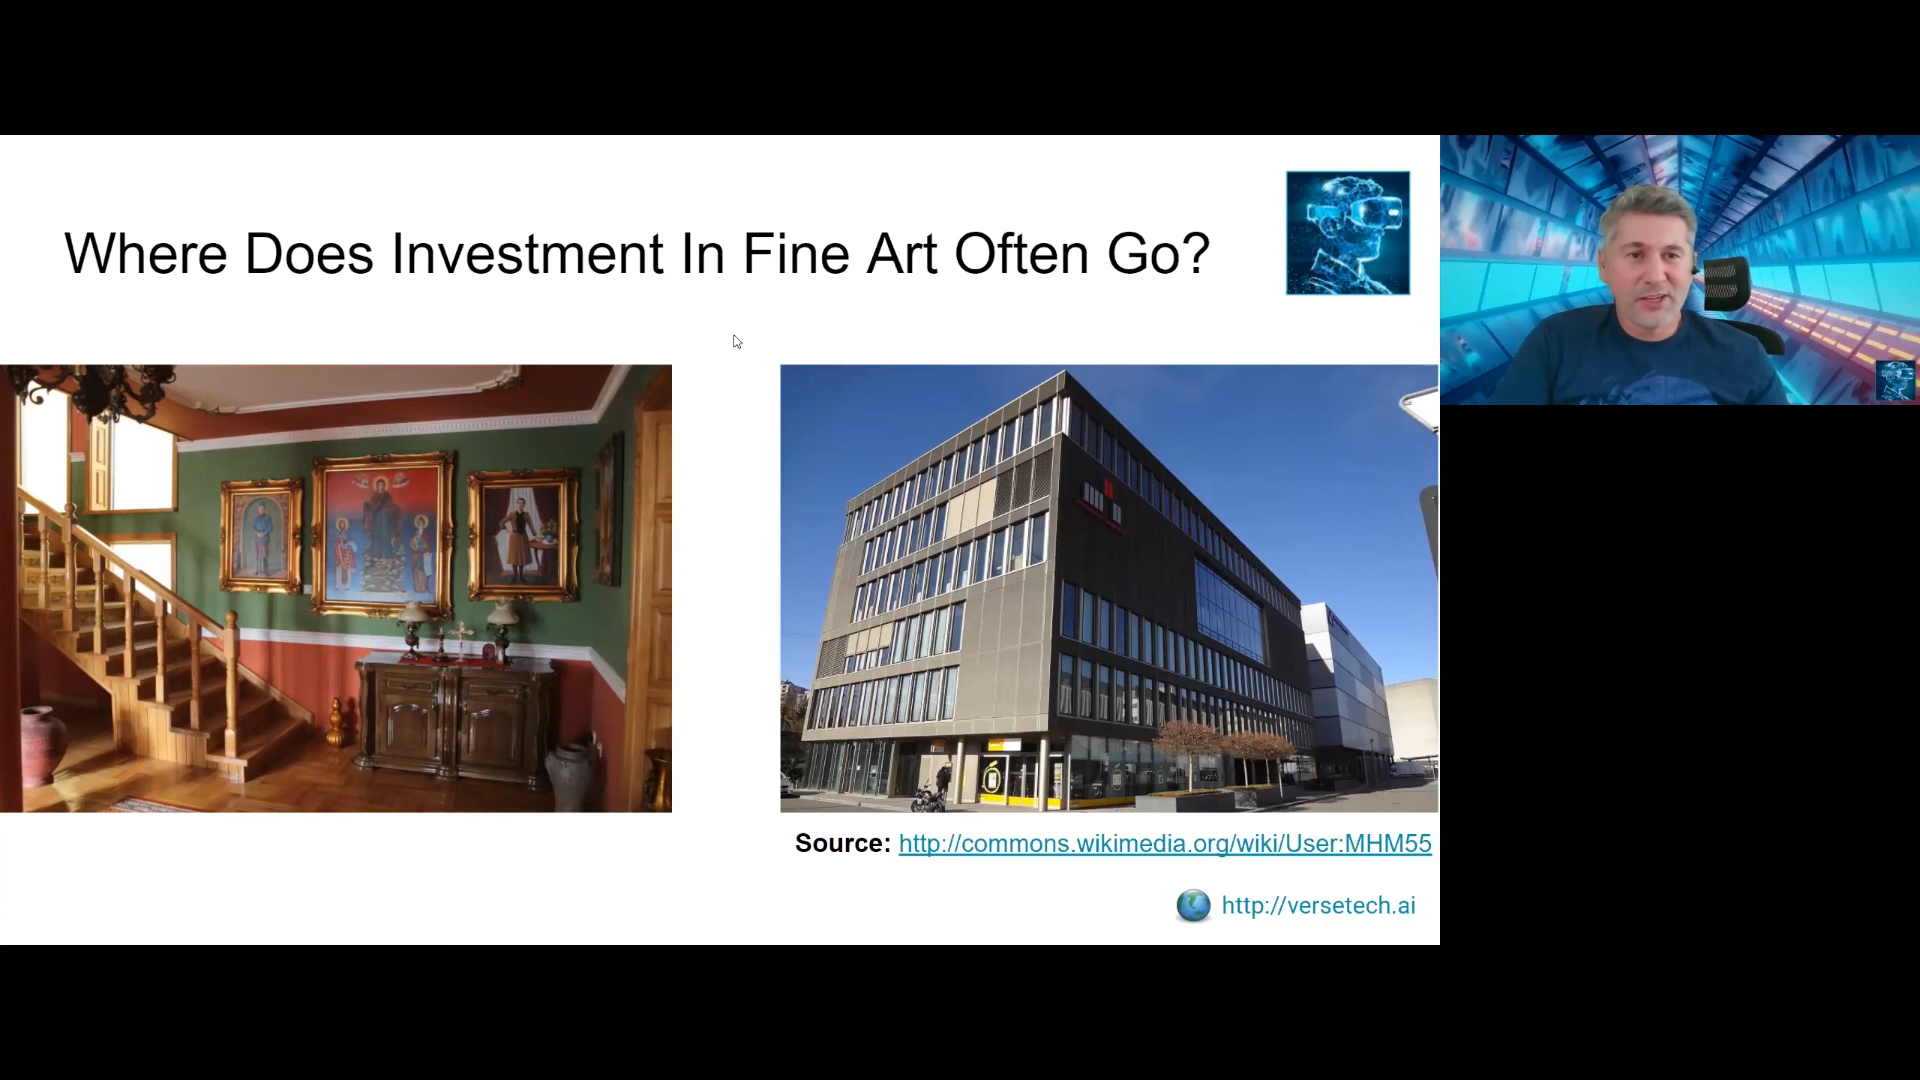 Where Does Investment In Fine Art Often Go?
Source: http://commons.wikimedia.org/wiki/User:MHM55
http://versetech.ai